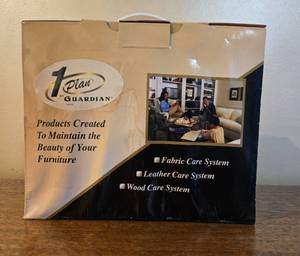 1 Plan
GUARDIAN
Products Created
To Maintain the
Beauty of Your
Furniture
Fabric Care System
Leather Care System
Wood Care System